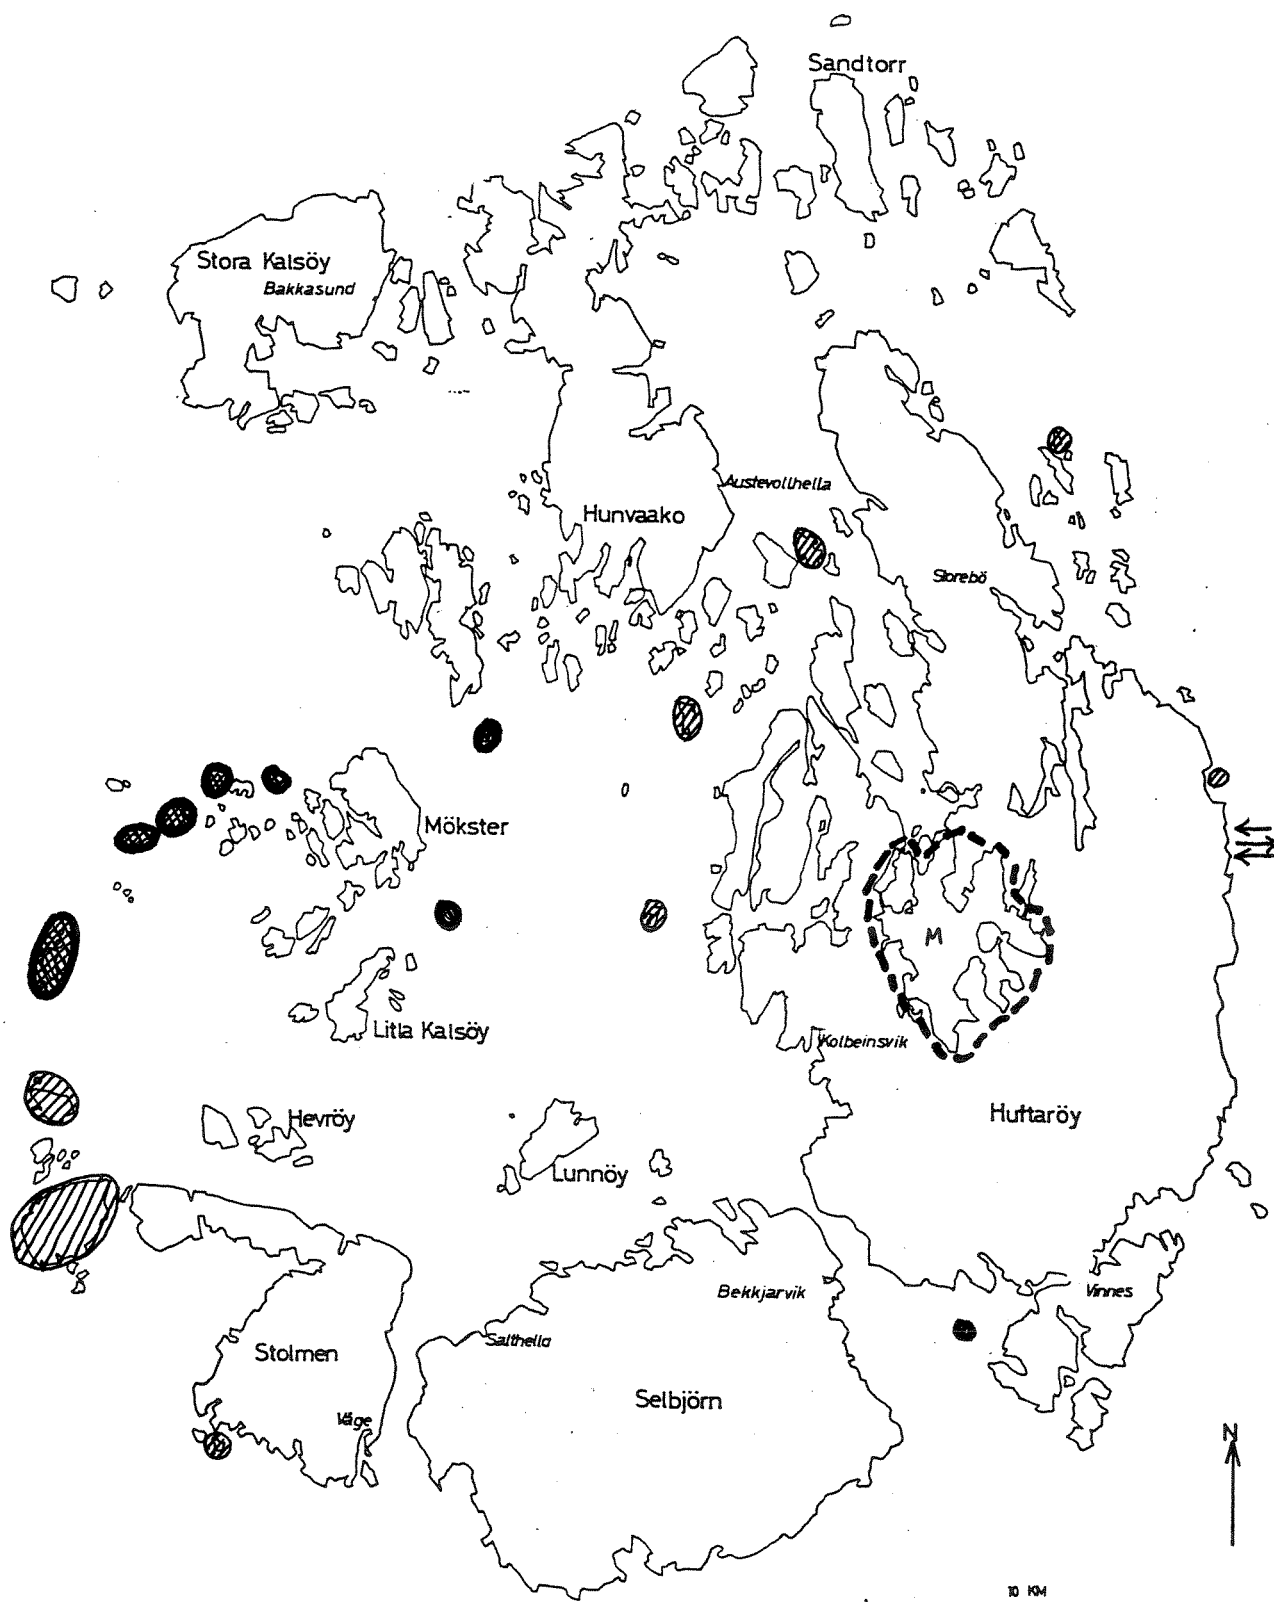 Sandtorr
Stora Kalsöy
Bakkasund
Austevollhella
Hunvaako
Storebö
Mökster
M
Litla Kalsöy
Kolbeinsvik
Huftaröy
Hevröy
Lunnöy
Bekkjarvik
Vinnes
Salthella
Stolmen
Selbjörn
Våge
N
10 KM